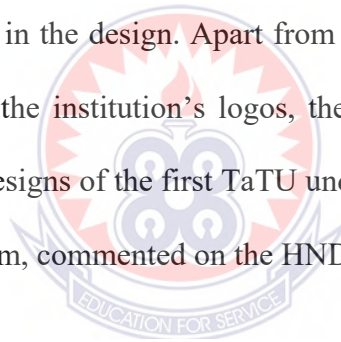 in the design. Apart from
the institution's logos, the
esigns of the first TaTU und
m, commented on the HND
EDUCATION FOR SERVICE